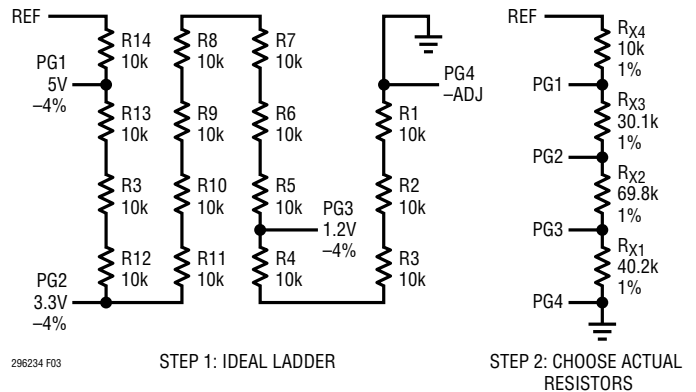 REF
R14
10k
PG1
5V
–4%
R13
10k
R3
10k
R12
10k
PG2
3.3V
–4%
R8
10k
R9
10k
R10
10k
R11
10k
R7
10k
R6
10k
R5
10k
PG3
1.2V
–4%
R4
10k
PG4
–ADJ
R1
10k
R2
10k
R3
10k
STEP 1: IDEAL LADDER
296234 F03
REF
RX4
10k
1%
PG1
RX3
30.1k
1%
PG2
RX2
69.8k
1%
PG3
RX1
40.2k
1%
PG4
STEP 2: CHOOSE ACTUAL
RESISTORS